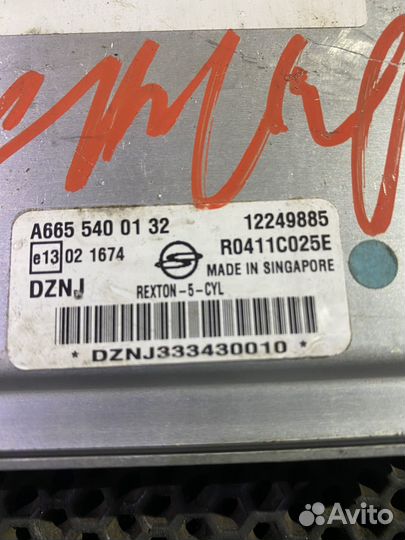 A665 540 01 32
12249885
e13 02 1674
R0411C025E
MADE IN SINGAPORE
DZNJ
REXTON-5-CYL
* DZNJ333430010 *
Avito